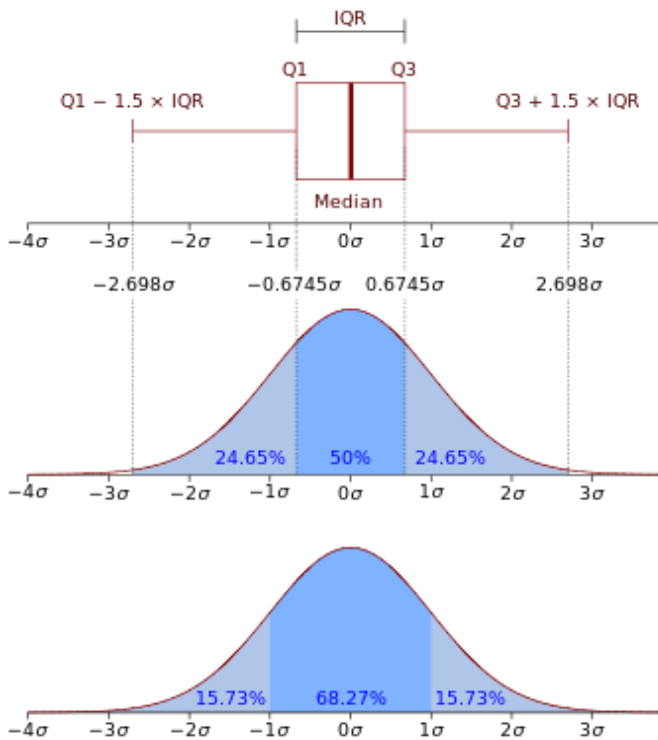 IQR
Q1 Q3
Q1 − 1.5 × IQR Q3 + 1.5 × IQR
Median
−4σ −3σ −2σ −1σ 0σ 1σ 2σ 3σ
−2.698σ −0.6745σ 0.6745σ 2.698σ
24.65% 50% 24.65%
−4σ −3σ −2σ −1σ 0σ 1σ 2σ 3σ
15.73% 68.27% 15.73%
−4σ −3σ −2σ −1σ 0σ 1σ 2σ 3σ